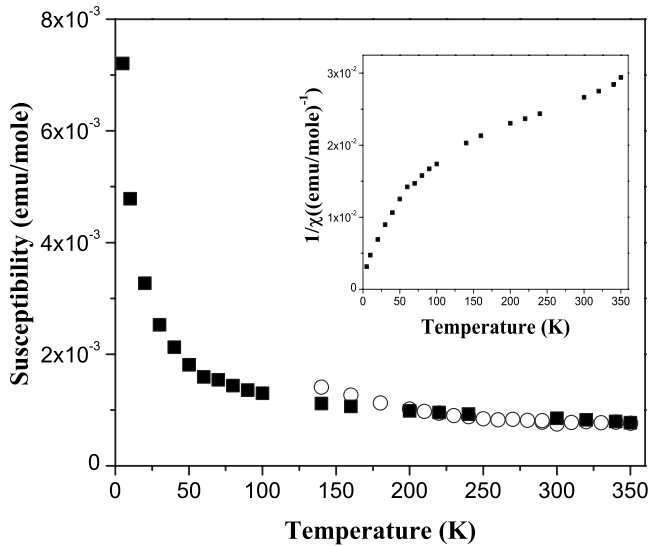 8x10⁻³
6x10⁻³
4x10⁻³
2x10⁻³
0
Susceptibility (emu/mole)
0 50 100 150 200 250 300 350
Temperature (K)
3x10⁻²
2x10⁻²
1x10⁻²
0
1/χ((emu/mole)⁻¹)
0 50 100 150 200 250 300 350
Temperature (K)